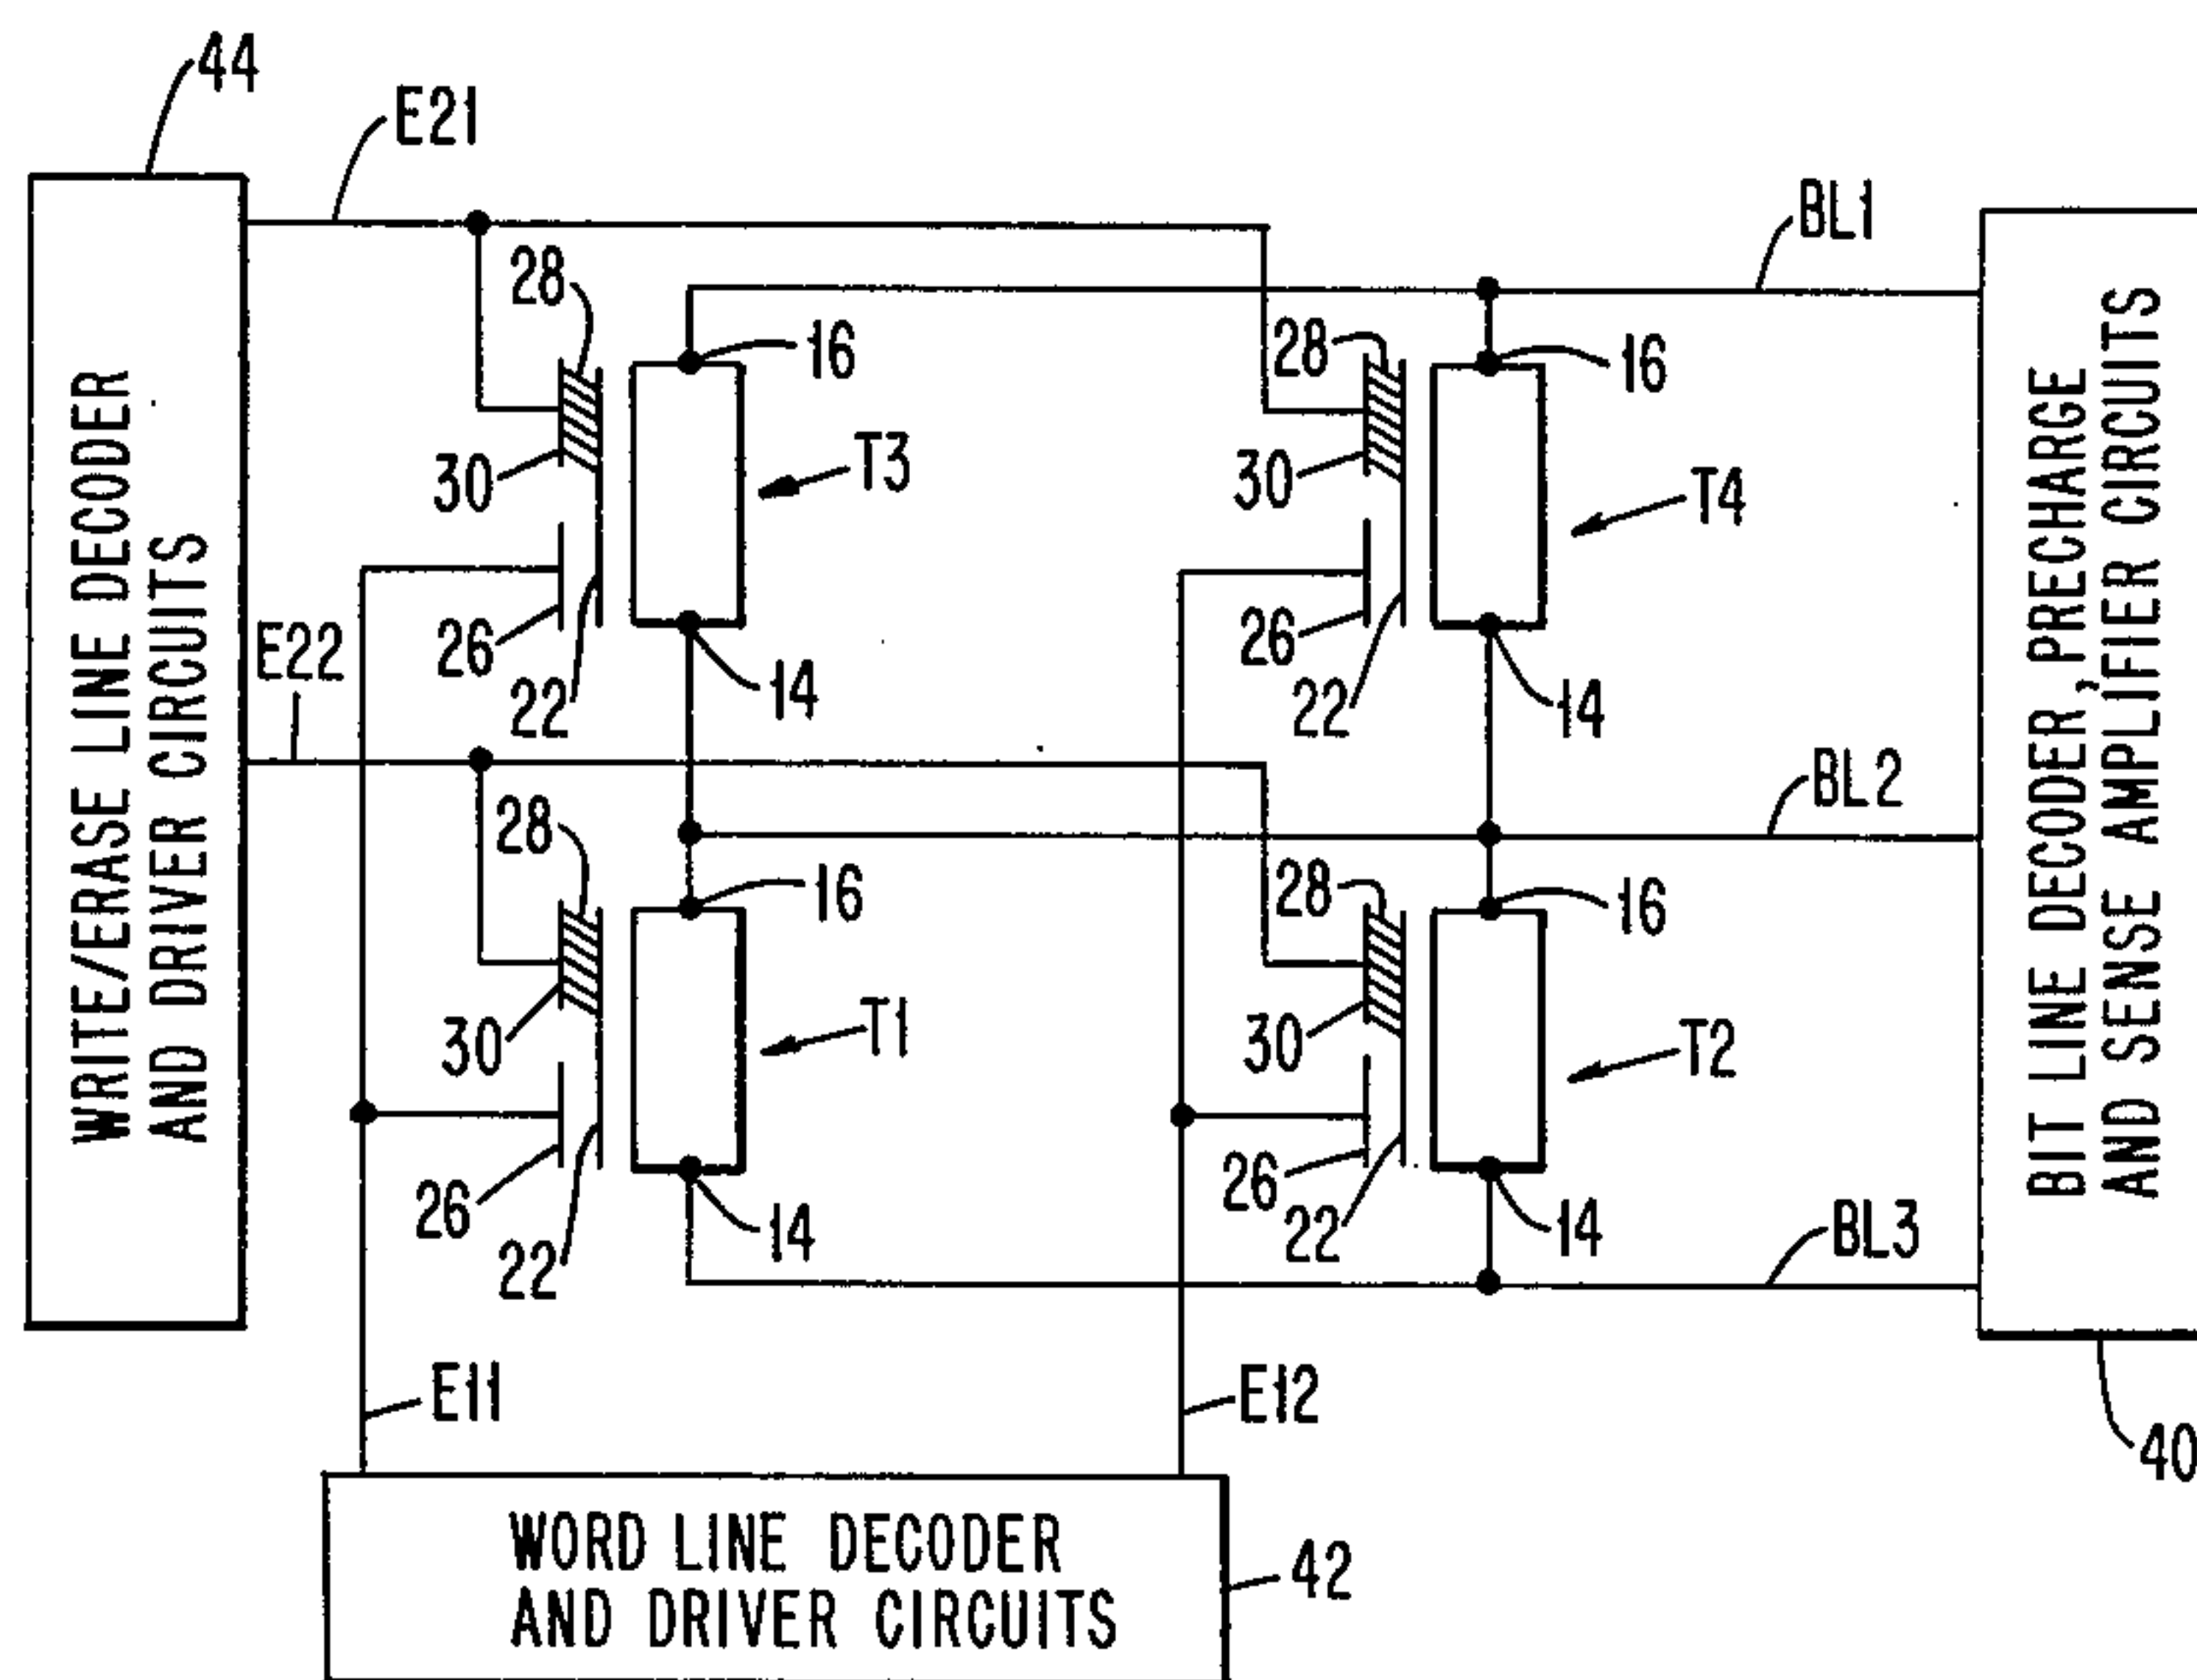 44
E21
BL1
28
16
28
16
30
T3
30
T4
26
22
14
26
22
14
E22
BL2
28
16
28
16
30
T1
30
T2
26
22
14
26
22
14
BL3
E11
E12
40
WRITE/ERASE LINE DECODER
AND DRIVER CIRCUITS
BIT LINE DECODER, PRECHARGE
AND SENSE AMPLIFIER CIRCUITS
WORD LINE DECODER
AND DRIVER CIRCUITS
42